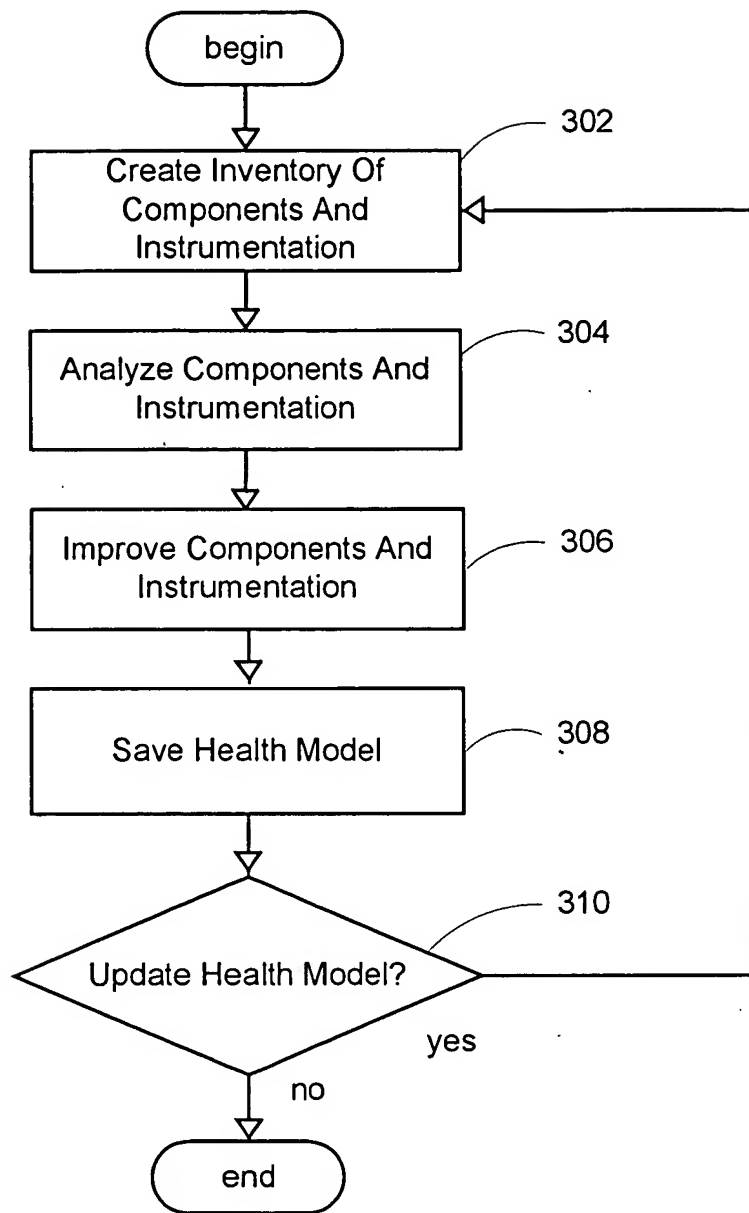 begin
302
Create Inventory Of
Components And
Instrumentation
304
Analyze Components And
Instrumentation
306
Improve Components And
Instrumentation
308
Save Health Model
310
Update Health Model?
yes
no
end